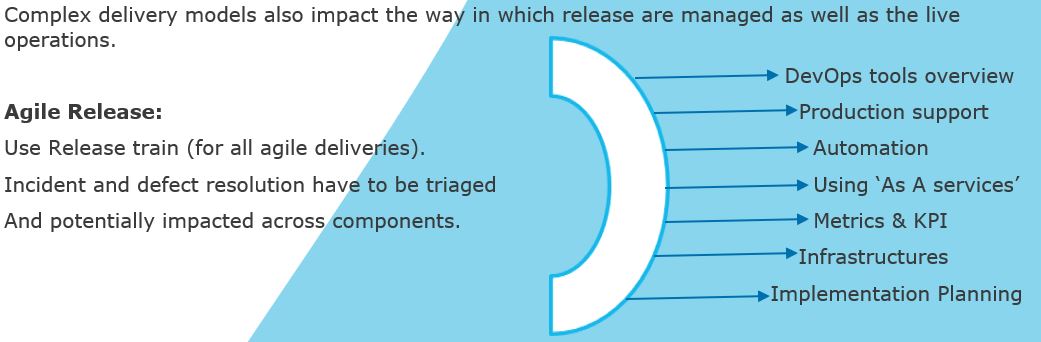 Complex delivery models also impact the way in which release are managed as well as the live
operations.
Agile Release:
Use Release train (for all agile deliveries).
Incident and defect resolution have to be triaged
And potentially impacted across components.
DevOps tools overview
Production support
Automation
Using ‘As A services’
Metrics & KPI
Infrastructures
Implementation Planning